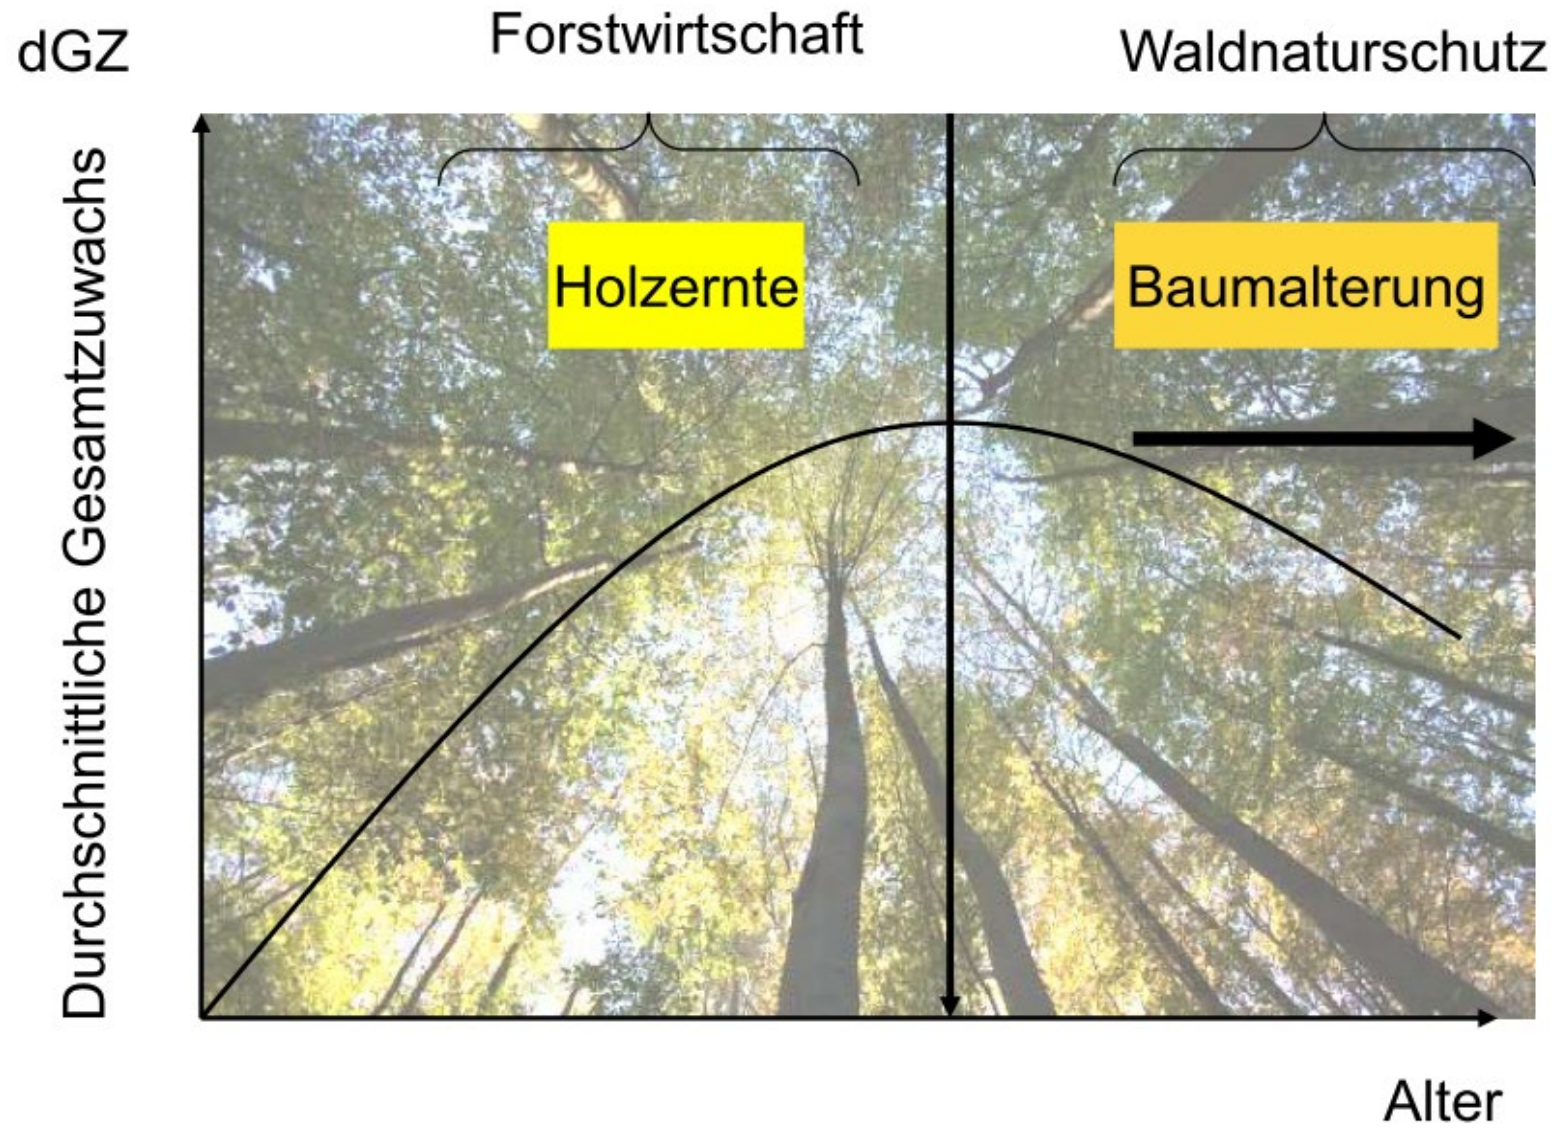 dGZ
Forstwirtschaft
Waldnaturschutz
Holzernte
Baumalterung
Durchschnittliche Gesamtzuwachs
Alter